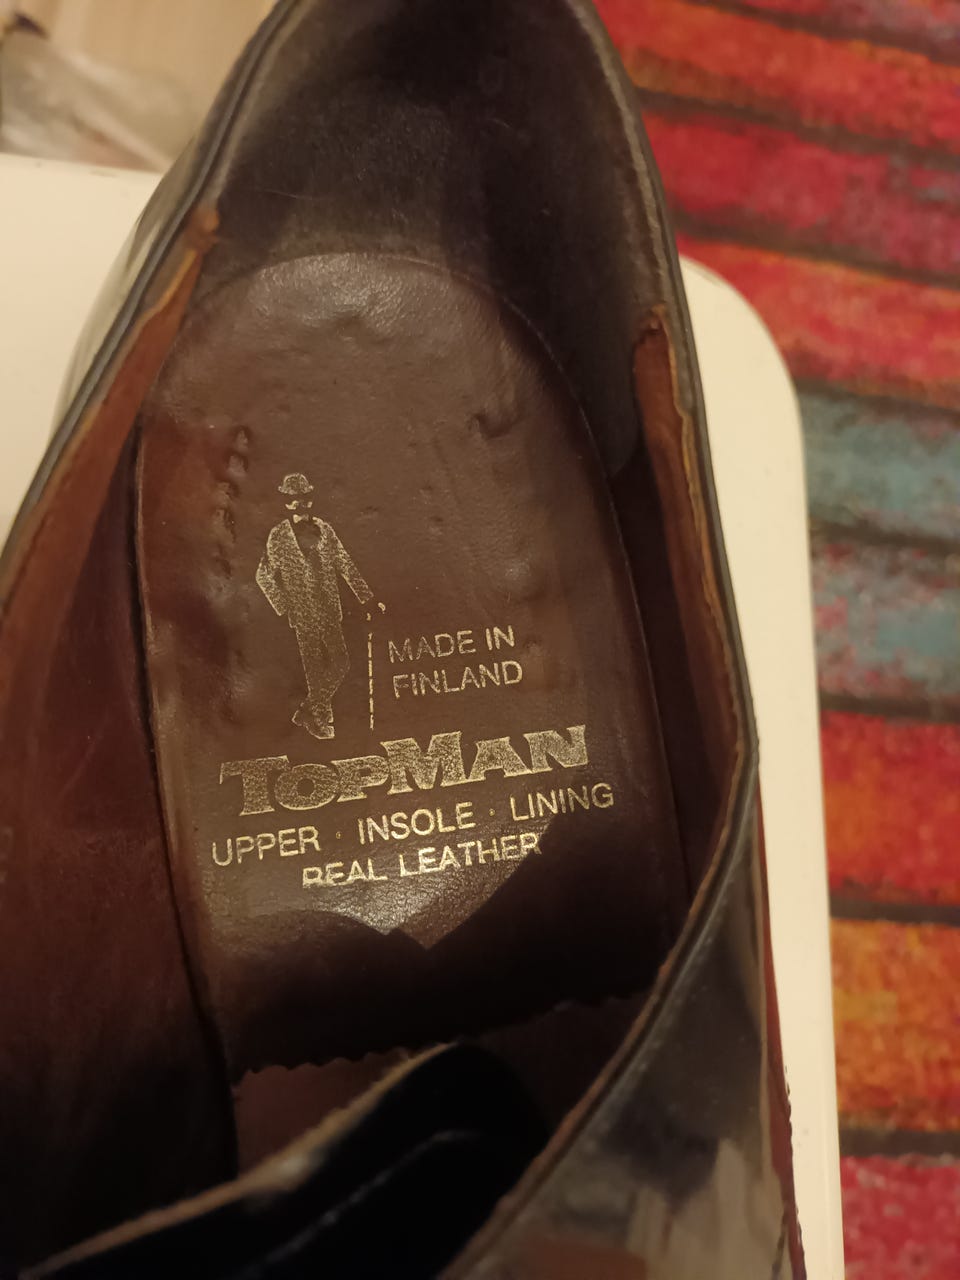 MADE IN
FINLAND
TOPMAN
UPPER · INSOLE · LINING
REAL LEATHER